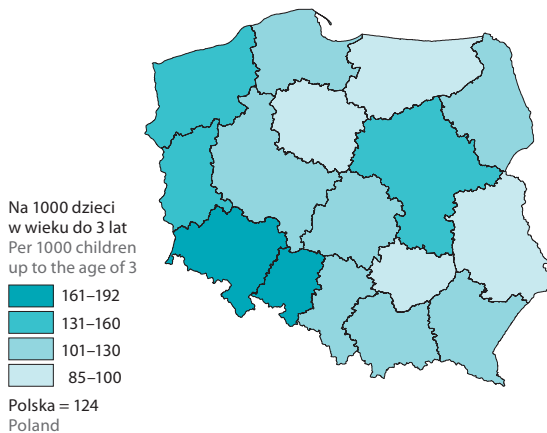 Na 1000 dzieci
w wieku do 3 lat
Per 1000 children
up to the age of 3
161–192
131–160
101–130
85–100
Polska = 124
Poland